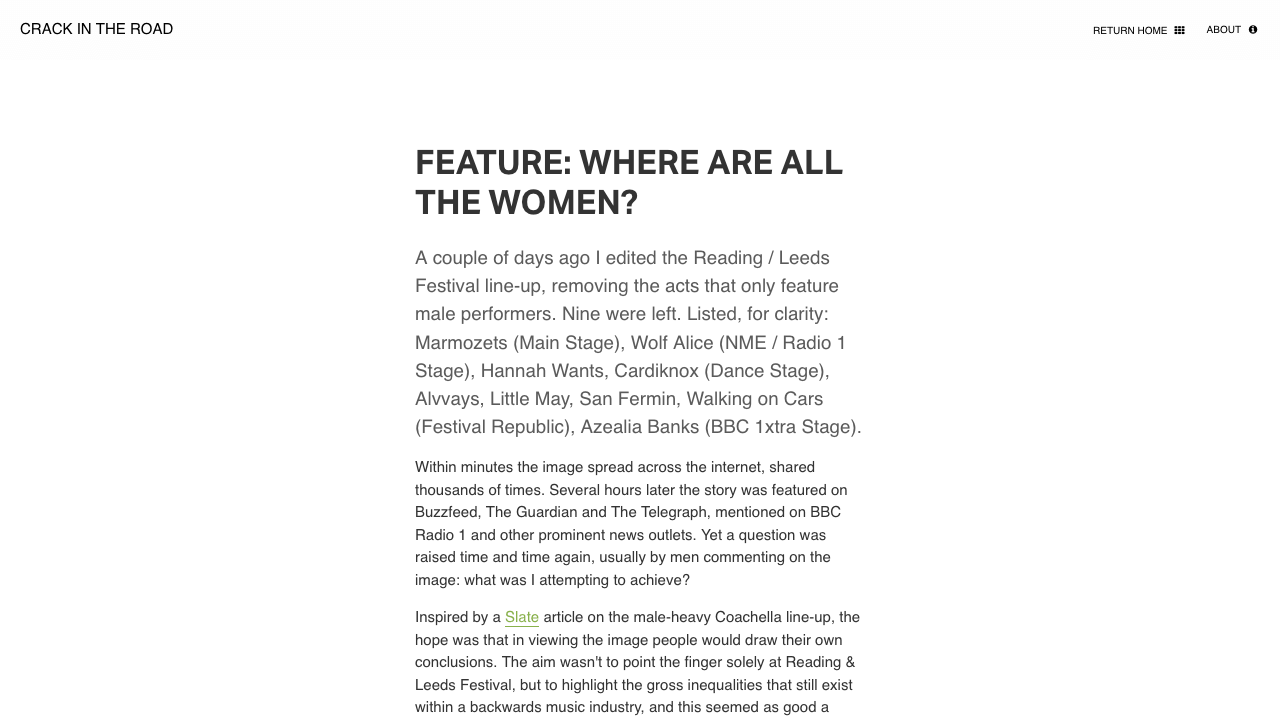 CRACK IN THE ROAD
RETURN HOME
ABOUT
FEATURE: WHERE ARE ALL
THE WOMEN?
A couple of days ago I edited the Reading / Leeds
Festival line-up, removing the acts that only feature
male performers. Nine were left. Listed, for clarity:
Marmozets (Main Stage), Wolf Alice (NME / Radio 1
Stage), Hannah Wants, Cardiknox (Dance Stage),
Alvvays, Little May, San Fermin, Walking on Cars
(Festival Republic), Azealia Banks (BBC 1xtra Stage).
Within minutes the image spread across the internet, shared
thousands of times. Several hours later the story was featured on
Buzzfeed, The Guardian and The Telegraph, mentioned on BBC
Radio 1 and other prominent news outlets. Yet a question was
raised time and time again, usually by men commenting on the
image: what was I attempting to achieve?
Inspired by a Slate article on the male-heavy Coachella line-up, the
hope was that in viewing the image people would draw their own
conclusions. The aim wasn't to point the finger solely at Reading &
Leeds Festival, but to highlight the gross inequalities that still exist
within a backwards music industry, and this seemed as good a